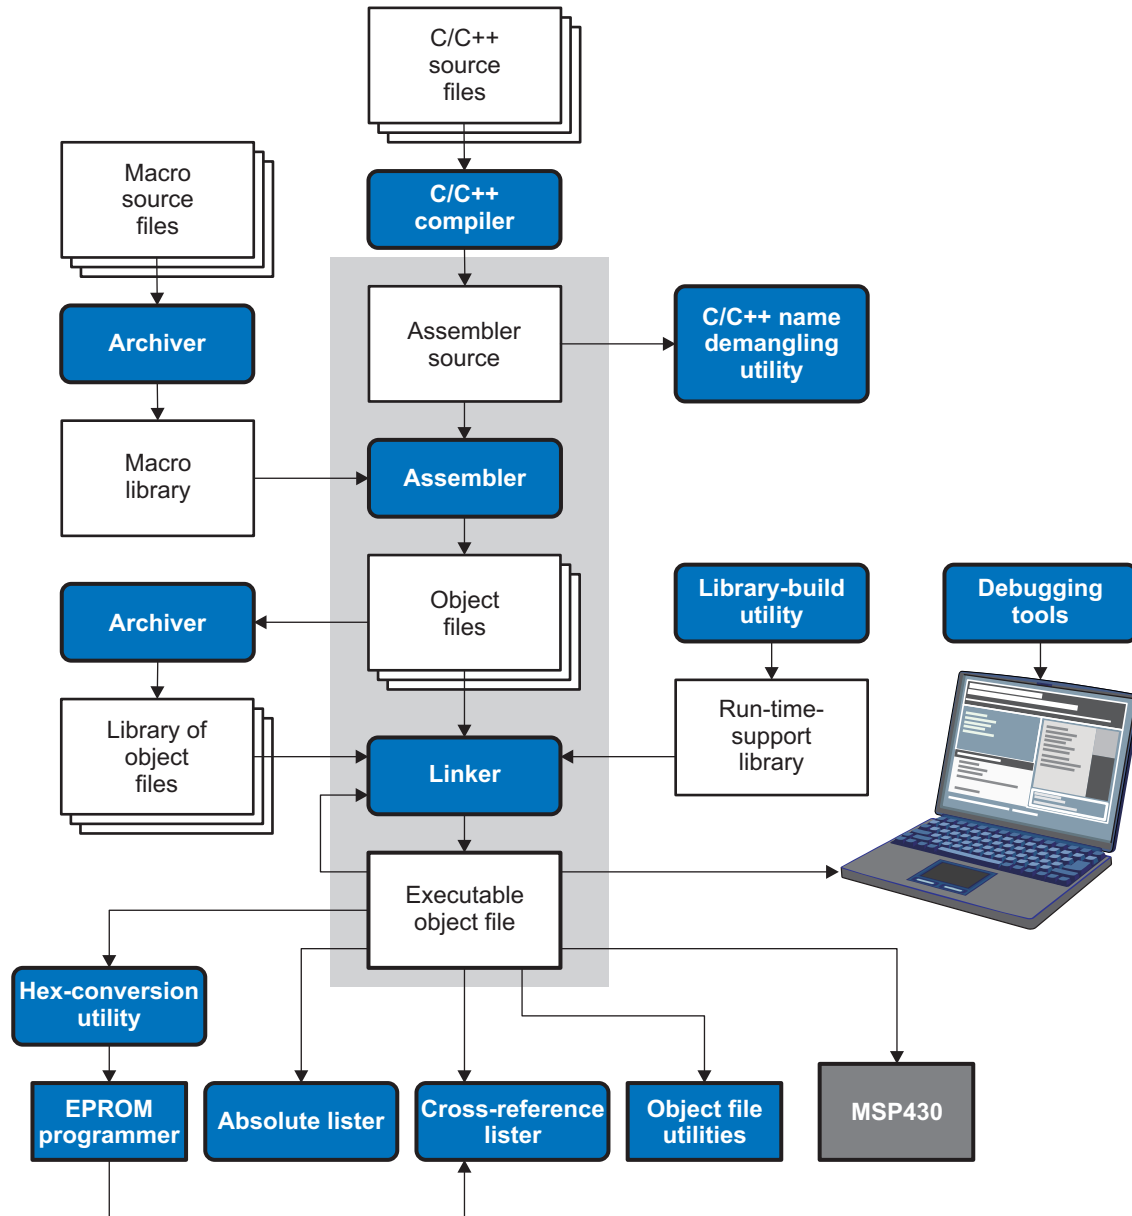 C/C++
source
files
Macro
source
files
C/C++
compiler
Archiver
Assembler
source
C/C++ name
demangling
utility
Macro
library
Assembler
Archiver
Object
files
Library-build
utility
Debugging
tools
Library of
object
files
Linker
Run-time-
support
library
Executable
object file
Hex-conversion
utility
EPROM
programmer
Absolute lister
Cross-reference
lister
Object file
utilities
MSP430